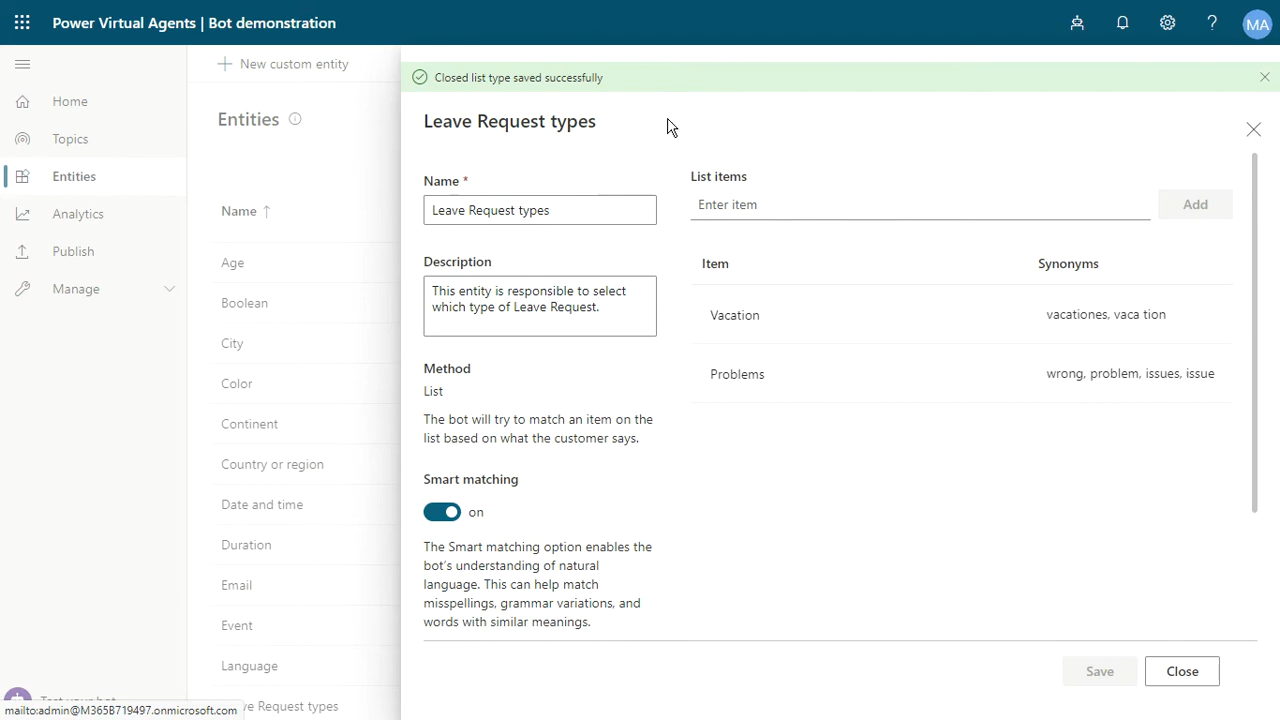 Power Virtual Agents | Bot demonstration
MA
New custom entity
Home
Topics
Entities
Analytics
Publish
Manage
Entities
Name ↑
Age
Boolean
City
Color
Continent
Country or region
Date and time
Duration
Email
Event
Language
ve Request types
mailto:admin@M365B719497.onmicrosoft.com
Closed list type saved successfully
Leave Request types
Name *
Leave Request types
Description
This entity is responsible to select
which type of Leave Request.
Method
List
The bot will try to match an item on the
list based on what the customer says.
Smart matching
on
The Smart matching option enables the
bot's understanding of natural
language. This can help match
misspellings, grammar variations, and
words with similar meanings.
List items
Enter item
Add
Item Synonyms
Vacation vacationes, vaca tion
Problems wrong, problem, issues, issue
Save
Close